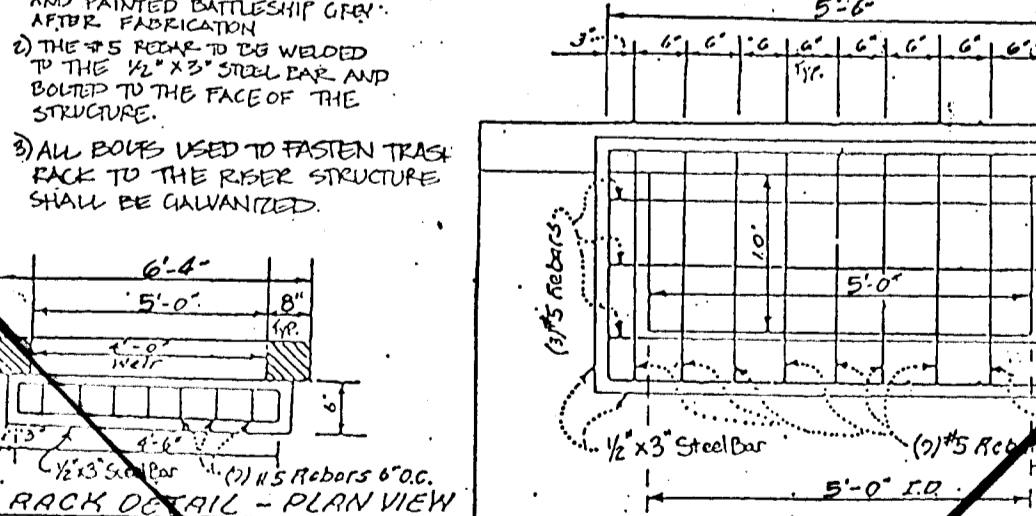 AND PAINTED BATTLESHIP GREY.
AFTER FABRICATION
2) THE #5 REBAR TO BE WELDED
TO THE 1/2" X 3" STEEL BAR AND
BOLTED TO THE FACE OF THE
STRUCTURE.
3) ALL BOLTS USED TO FASTEN TRASH
RACK TO THE RISER STRUCTURE
SHALL BE GALVANIZED.
6'-4"
5'-0"
8"
Typ.
Weir
6"
3"
4'-6"
1/2"x3" Steel Bar
#5 Rebars 6" O.C.
RACK DETAIL - PLAN VIEW
5'-6"
3" 6" 6" 6 6" 6" 6" 6" 6"
Typ.
(3) #5 Rebars
1.0'
5'-0"
1/2" x 3" Steel Bar
#5 Reb
5'-0" I.D.